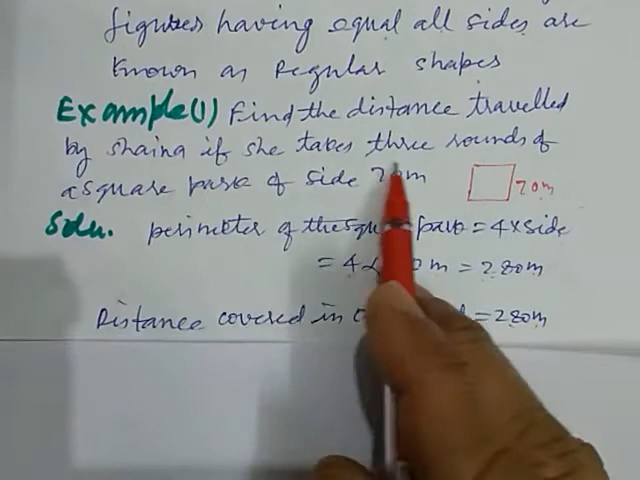 figures having equal all sides are
known as Regular shapes
Example(1) Find the distance travelled
by shaina if she takes three rounds of
a square park of side 70m
70m
Soln. perimeter of the square park = 4×side
= 4× 0m = 280m
Distance covered in = 280m